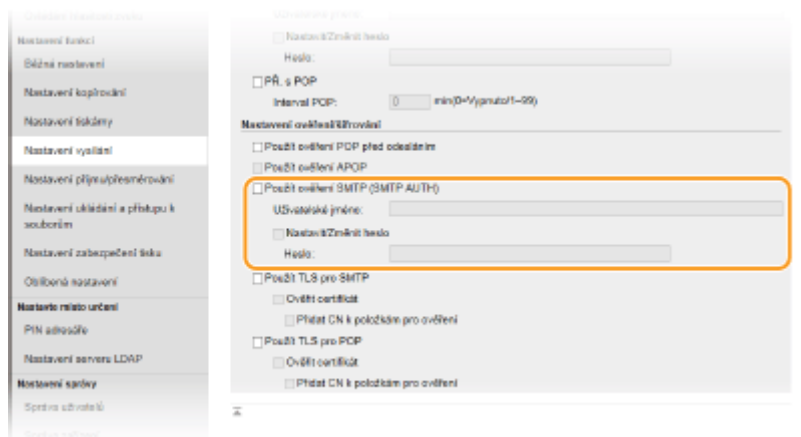 Nastavení funkcí
Běžná nastavení
Nastavení kopírování
Nastavení tiskárny
Nastavení vysílání
Nastavení příjmu/přesměrování
Nastavení ukládání a přístupu k
souborům
Nastavení zabezpečení tisku
Oblíbená nastavení
Nastavte místo určení
PIN adresáře
Nastavení serveru LDAP
Nastavení správy
Správa uživatelů
Nastavit/Změnit heslo
Heslo:
PŘ. s POP
Interval POP:
0
min(0=Vypnuto/1–99)
Nastavení ověření/šifrování
Použít ověření POP před odesláním
Použít ověření APOP
Použít ověření SMTP (SMTP AUTH)
Uživatelské jméno:
Nastavit/Změnit heslo
Heslo:
Použít TLS pro SMTP
Ověřit certifikát
Přidat CN k položkám pro ověření
Použít TLS pro POP
Ověřit certifikát
Přidat CN k položkám pro ověření